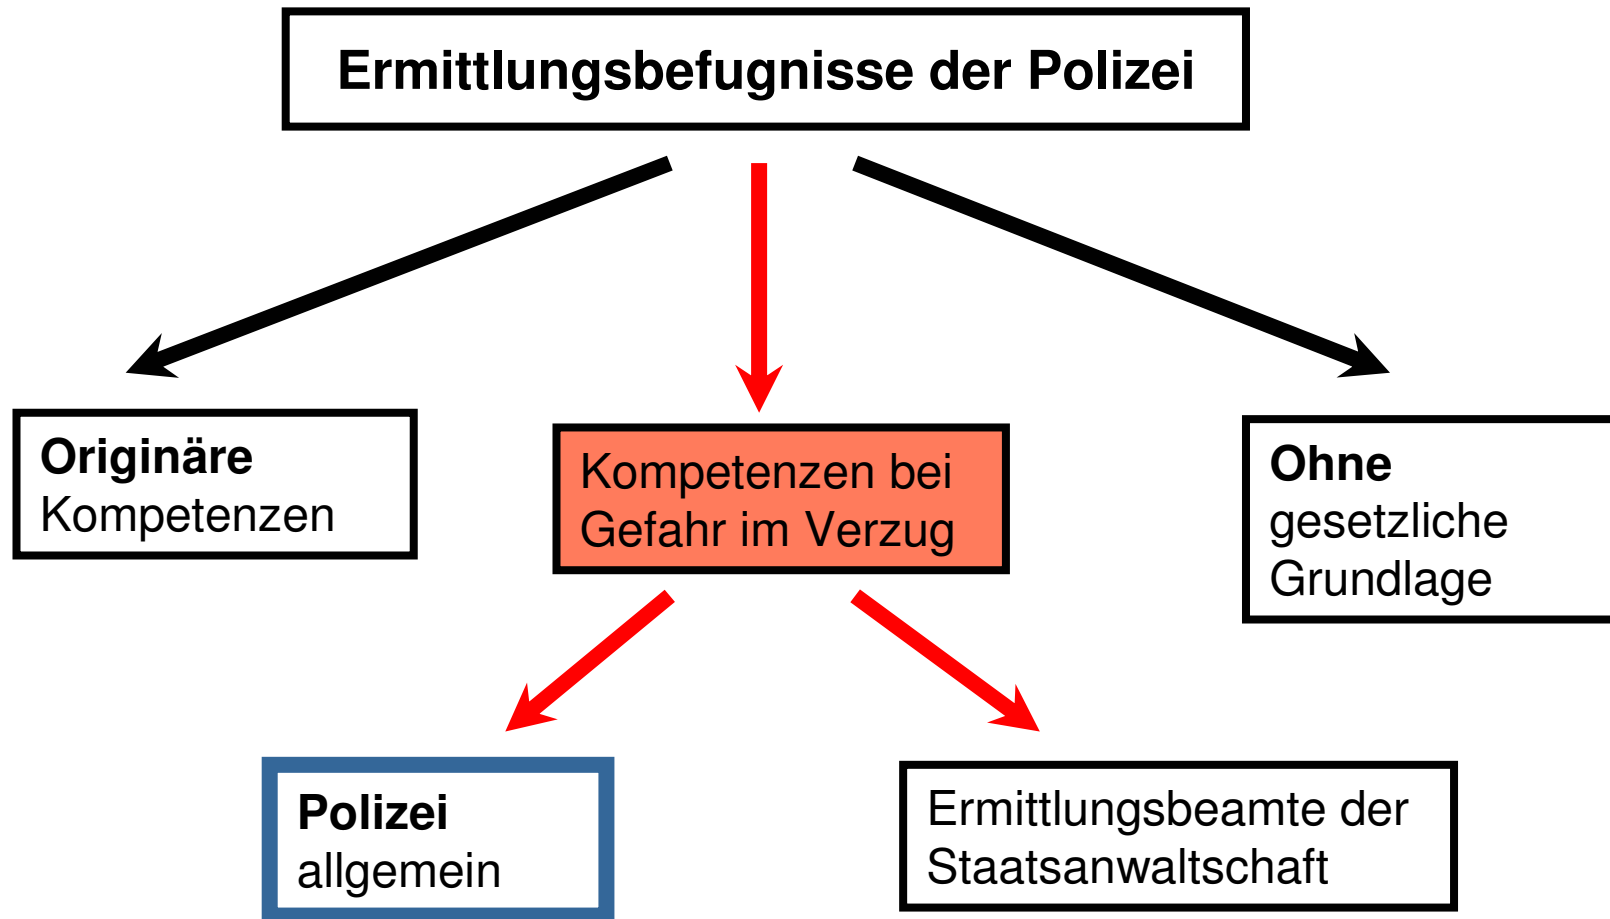 Ermittlungsbefugnisse der Polizei
Originäre
Kompetenzen
Kompetenzen bei
Gefahr im Verzug
Ohne
gesetzliche
Grundlage
Polizei
allgemein
Ermittlungsbeamte der
Staatsanwaltschaft